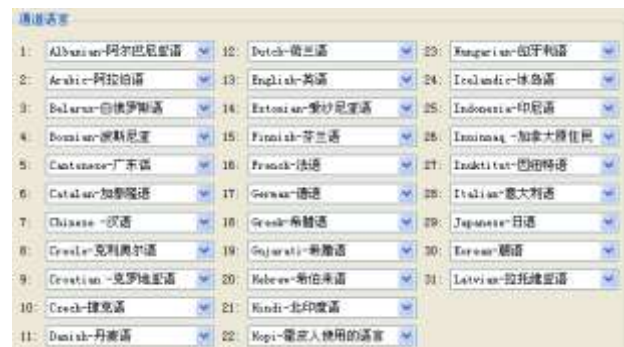 通道语言
1: Albanian-阿尔巴尼亚语
2: Arabic-阿拉伯语
3: Belarus-白俄罗斯语
4: Bosnian-波斯尼亚
5: Cantonese-广东话
6: Catalan-加泰隆语
7: Chinese -汉语
8: Creole-克利奥尔语
9: Croatian -克罗地亚语
10: Czech-捷克语
11: Danish-丹麦语
12: Dutch-荷兰语
13: English-英语
14: Estonian-爱沙尼亚语
15: Finnish-芬兰语
16: French-法语
17: German-德语
18: Greek-希腊语
19: Gujarati-希腊语
20: Hebrew-希伯来语
21: Hindi-北印度语
22: Hopi-霍皮人使用的语言
23: Hungarian-匈牙利语
24: Icelandic-冰岛语
25: Indonesia-印尼语
26: -加拿大原住民
27: Inuktitut-因纽特语
28: Italian-意大利语
29: Japanese-日语
30: Korean-朝语
31: Latvian-拉托维亚语